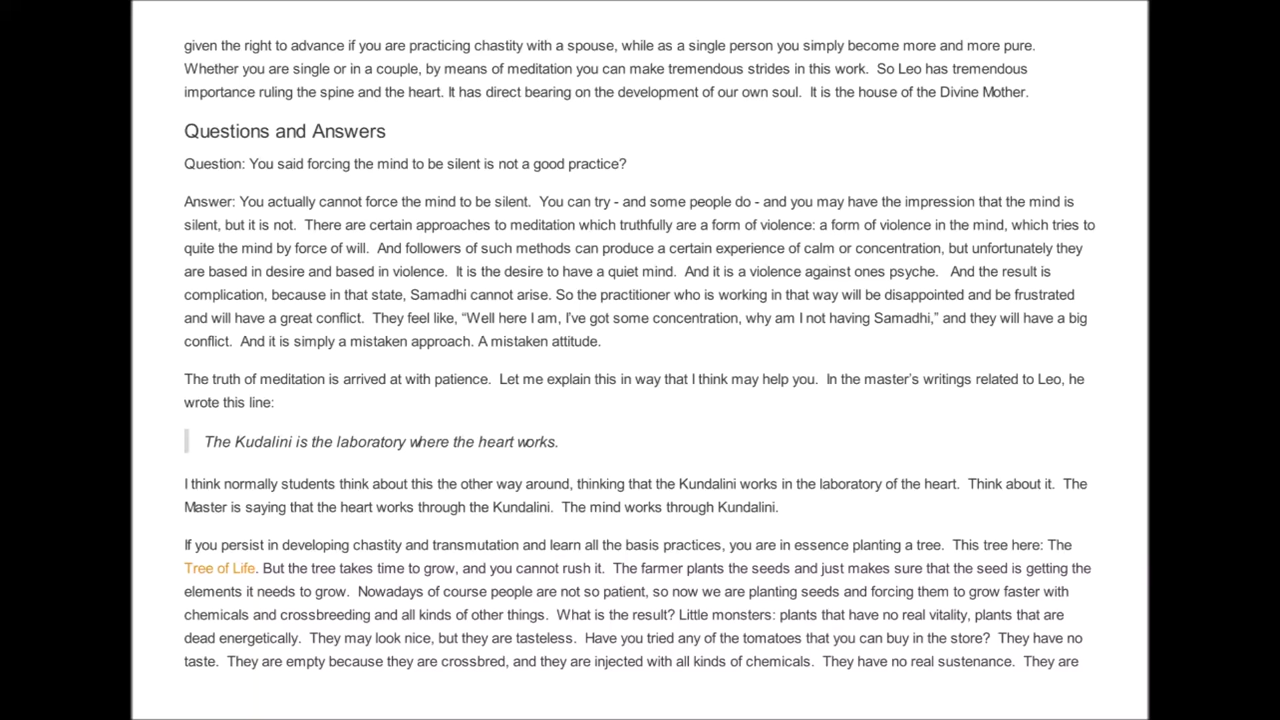 given the right to advance if you are practicing chastity with a spouse, while as a single person you simply become more and more pure.
Whether you are single or in a couple, by means of meditation you can make tremendous strides in this work.  So Leo has tremendous
importance ruling the spine and the heart. It has direct bearing on the development of our own soul.  It is the house of the Divine Mother.
Questions and Answers
Question: You said forcing the mind to be silent is not a good practice?
Answer: You actually cannot force the mind to be silent.  You can try - and some people do - and you may have the impression that the mind is
silent, but it is not.  There are certain approaches to meditation which truthfully are a form of violence: a form of violence in the mind, which tries to
quite the mind by force of will.  And followers of such methods can produce a certain experience of calm or concentration, but unfortunately they
are based in desire and based in violence.  It is the desire to have a quiet mind.  And it is a violence against ones psyche.   And the result is
complication, because in that state, Samadhi cannot arise. So the practitioner who is working in that way will be disappointed and be frustrated
and will have a great conflict.  They feel like, “Well here I am, I’ve got some concentration, why am I not having Samadhi,” and they will have a big
conflict.  And it is simply a mistaken approach. A mistaken attitude.
The truth of meditation is arrived at with patience.  Let me explain this in way that I think may help you.  In the master’s writings related to Leo, he
wrote this line:
The Kudalini is the laboratory where the heart works.
I think normally students think about this the other way around, thinking that the Kundalini works in the laboratory of the heart.  Think about it.  The
Master is saying that the heart works through the Kundalini.  The mind works through Kundalini.
If you persist in developing chastity and transmutation and learn all the basis practices, you are in essence planting a tree.  This tree here: The
Tree of Life. But the tree takes time to grow, and you cannot rush it.  The farmer plants the seeds and just makes sure that the seed is getting the
elements it needs to grow.  Nowadays of course people are not so patient, so now we are planting seeds and forcing them to grow faster with
chemicals and crossbreeding and all kinds of other things.  What is the result? Little monsters: plants that have no real vitality, plants that are
dead energetically.  They may look nice, but they are tasteless.  Have you tried any of the tomatoes that you can buy in the store?  They have no
taste.  They are empty because they are crossbred, and they are injected with all kinds of chemicals.  They have no real sustenance.  They are